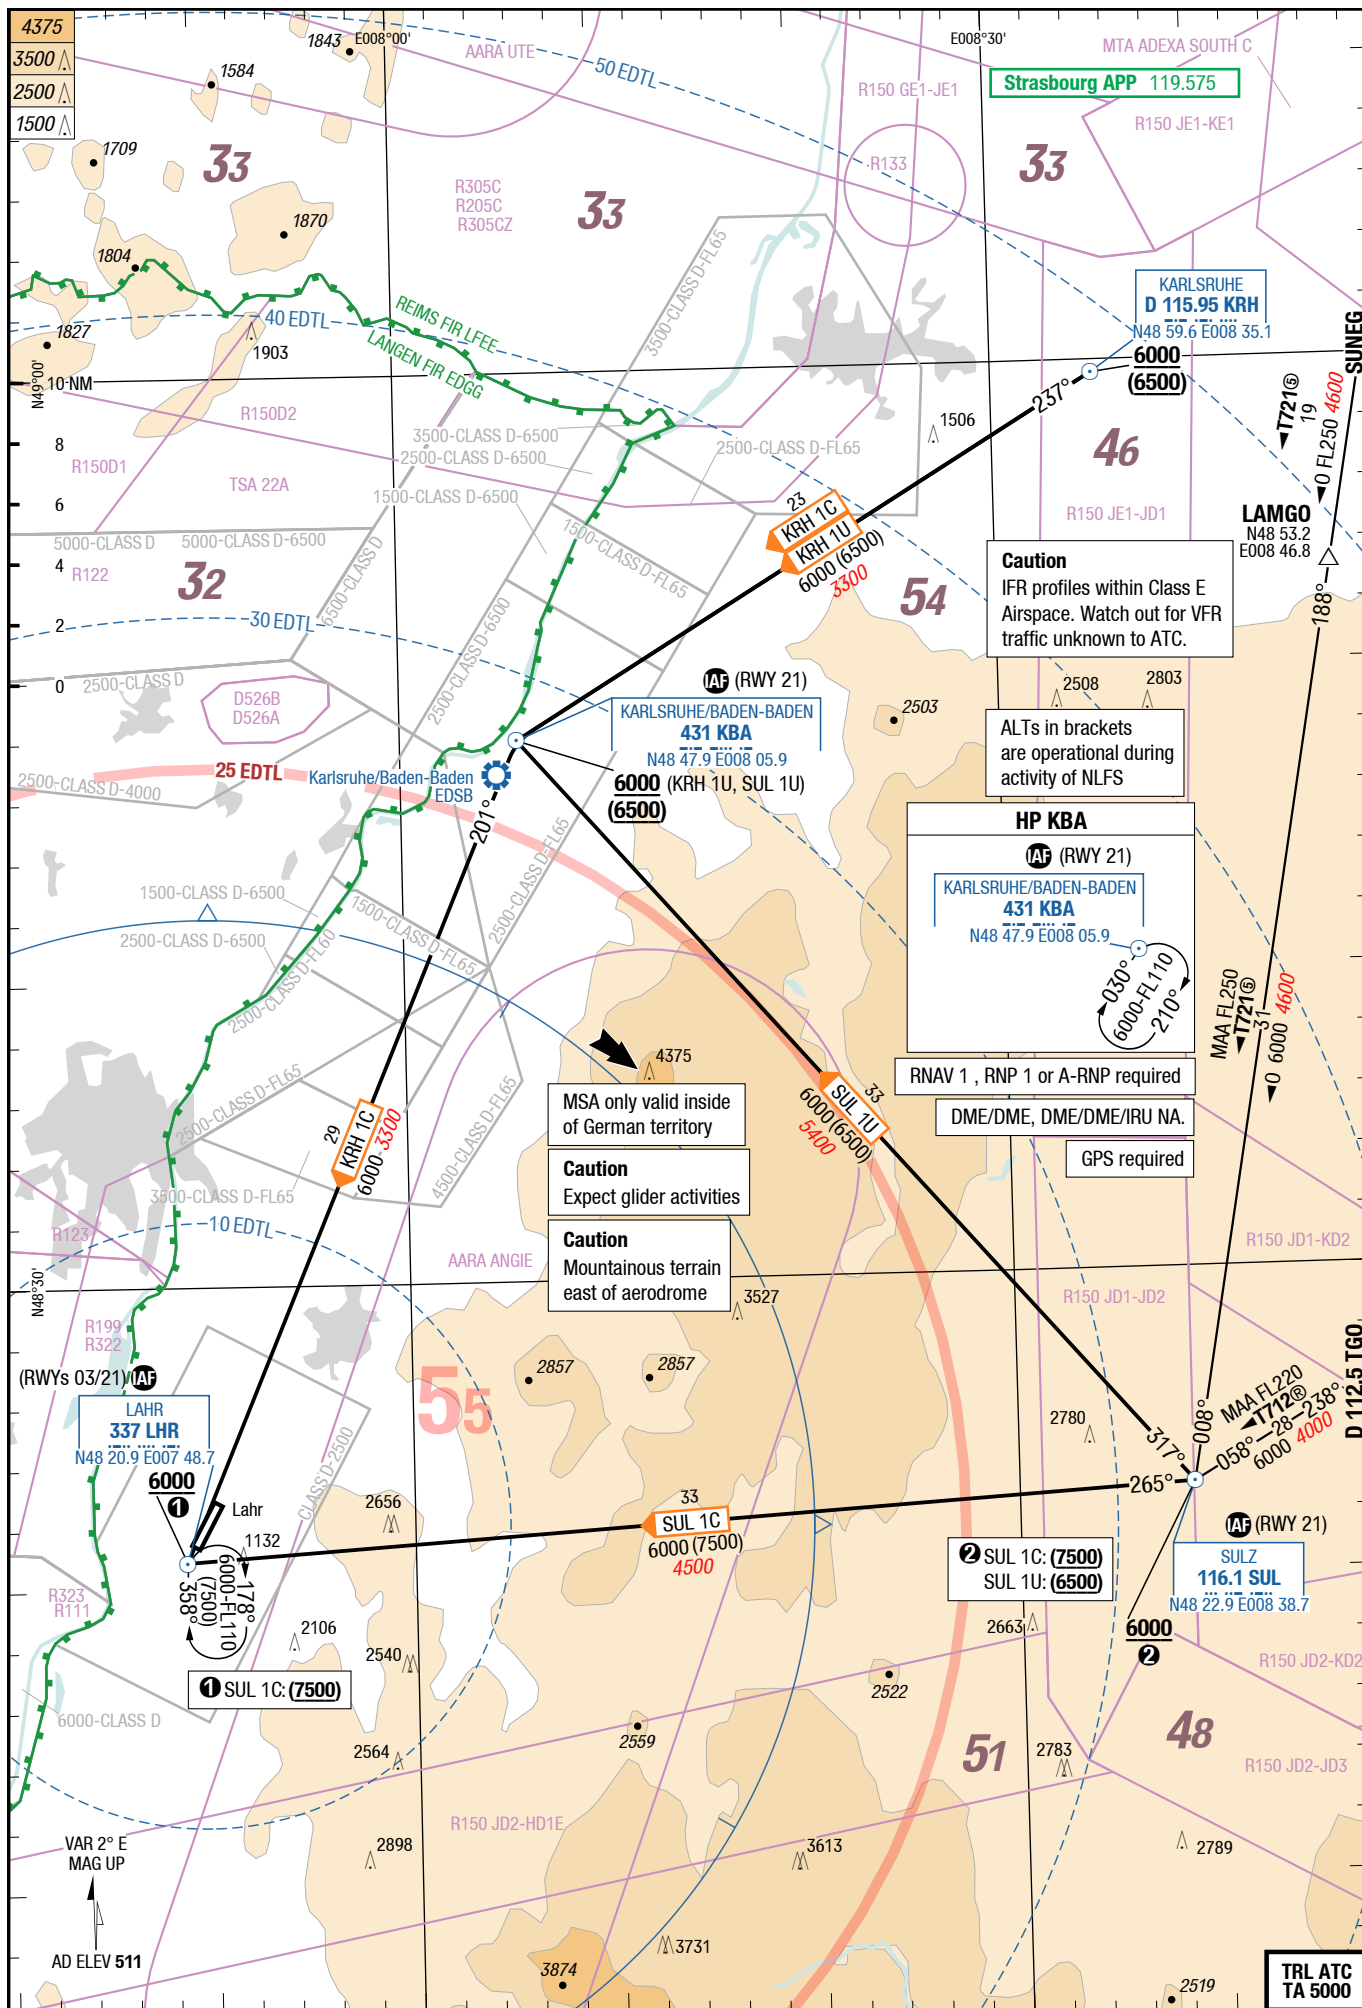 4375
3500
2500
1500
1843
E008°00'
AARA UTE
50 EDTL
E008°30'
MTA ADEXA SOUTH C
Strasbourg APP 119.575
1584
R150 GE1-JE1
R150 JE1-KE1
1709
33
R133
33
R305C
R205C
R305CZ
33
1870
1804
3500-CLASS D-FL65
KARLSRUHE
D 115.95 KRH
N48 59.6 E008 35.1
6000
(6500)
40 EDTL
REIMS FIR LFEE
LANGEN FIR EDGG
1827
1903
N49°00'
10 NM
8
6
4
2
0
237°
SUNEG
T721⑤
19
0 FL250 4600
R150D2
R150D1
TSA 22A
3500-CLASS D-6500
2500-CLASS D-6500
1500-CLASS D-6500
2500-CLASS D-FL65
1506
46
R150 JE1-JD1
5000-CLASS D
5000-CLASS D-6500
R122
32
6500-CLASS D
1500-CLASS D-FL65
23
KRH 1C
KRH 1U
6000 (6500)
3300
54
LAMGO
N48 53.2
E008 46.8
188°
Caution
IFR profiles within Class E
Airspace. Watch out for VFR
traffic unknown to ATC.
30 EDTL
2500-CLASS D
2500-CLASS D-6500
D526B
D526A
IAF (RWY 21)
KARLSRUHE/BADEN-BADEN
431 KBA
N48 47.9 E008 05.9
6000 (KRH 1U, SUL 1U)
(6500)
2503
2508
2803
ALTs in brackets
are operational during
activity of NLFS
25 EDTL
Karlsruhe/Baden-Baden
EDSB
2500-CLASS D-4000
201°
HP KBA
IAF (RWY 21)
KARLSRUHE/BADEN-BADEN
431 KBA
N48 47.9 E008 05.9
030°
6000-FL110
210°
1500-CLASS D-6500
2500-CLASS D-6500
1500-CLASS D-FL65
2500-CLASS D-FL65
2500-CLASS D-FL60
MAA FL250
T721⑤
31
0 6000 4600
4375
RNAV 1 , RNP 1 or A-RNP required
DME/DME, DME/DME/IRU NA.
GPS required
MSA only valid inside
of German territory
Caution
Expect glider activities
Caution
Mountainous terrain
east of aerodrome
33
SUL 1U
6000 (6500)
5400
2500-CLASS D-FL65
29
KRH 1C
6000 3300
4500-CLASS D-FL65
3500-CLASS D-FL65
10 EDTL
R123
AARA ANGIE
R150 JD1-KD2
N48°30'
R150 JD1-JD2
3527
R199
R322
(RWYs 03/21) IAF
LAHR
337 LHR
N48 20.9 E007 48.7
6000
1
2857
2857
55
2780
317°
008°
MAA FL220
T712Ⓡ
058°-28-238°
6000 4000
D 112.5 TGO
265°
CLASS D-2500
Lahr
2656
1132
33
SUL 1C
6000 (7500)
4500
IAF (RWY 21)
SULZ
116.1 SUL
N48 22.9 E008 38.7
2 SUL 1C: (7500)
SUL 1U: (6500)
6000
2
R323
R111
358°
(7500)
6000-FL110
178°
2106
2540
2663
1 SUL 1C: (7500)
R150 JD2-KD2
6000-CLASS D
2522
2559
2564
51
2783
48
R150 JD2-JD3
R150 JD2-HD1E
VAR 2° E
MAG UP
2898
3613
2789
AD ELEV 511
3731
3874
2519
TRL ATC
TA 5000